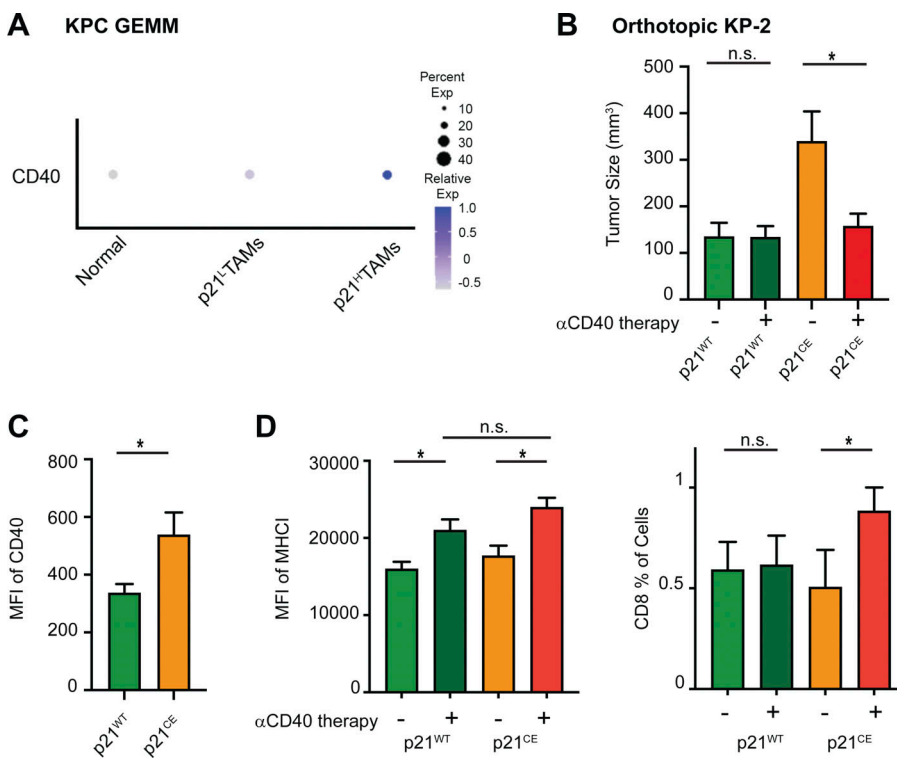 A KPC GEMM
Percent
Exp
10
20
30
40
Relative
Exp
1.0
0.5
0
-0.5
CD40
Normal
p21ᴸTAMs
p21ᴴTAMs
B Orthotopic KP-2
n.s.
*
500
400
300
200
100
0
Tumor Size (mm³)
αCD40 therapy - + - +
p21ᵂᵀ p21ᵂᵀ p21ᶜᴱ p21ᶜᴱ
C
*
800
600
400
200
0
MFI of CD40
p21ᵂᵀ p21ᶜᴱ
D
n.s.
* *
30000
20000
10000
0
MFI of MHCI
αCD40 therapy - + - +
p21ᵂᵀ p21ᶜᴱ
n.s. *
1
0.5
0
CD8 % of Cells
- + - +
p21ᵂᵀ p21ᶜᴱ